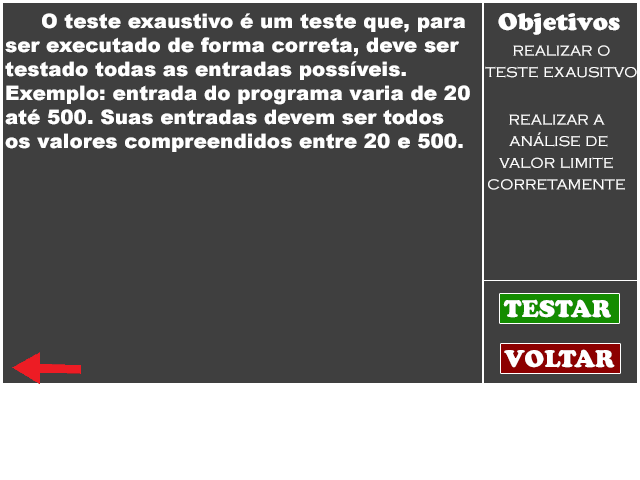 O teste exaustivo é um teste que, para
ser executado de forma correta, deve ser
testado todas as entradas possíveis.
Exemplo: entrada do programa varia de 20
até 500. Suas entradas devem ser todos
os valores compreendidos entre 20 e 500.
Objetivos
REALIZAR O
TESTE EXAUSITVO
REALIZAR A
ANÁLISE DE
VALOR LIMITE
CORRETAMENTE
TESTAR
VOLTAR